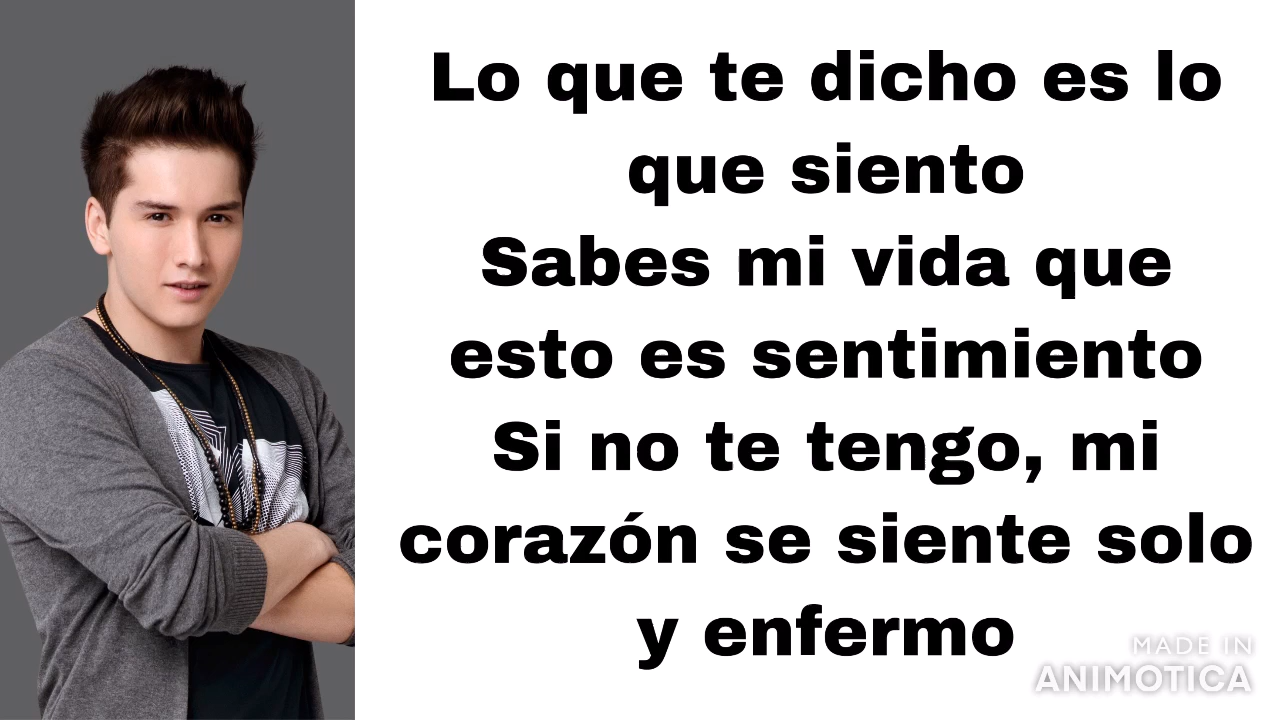 Lo que te dicho es lo
que siento
Sabes mi vida que
esto es sentimiento
Si no te tengo, mi
corazón se siente solo
y enfermo
MADE IN
ANIMOTICA